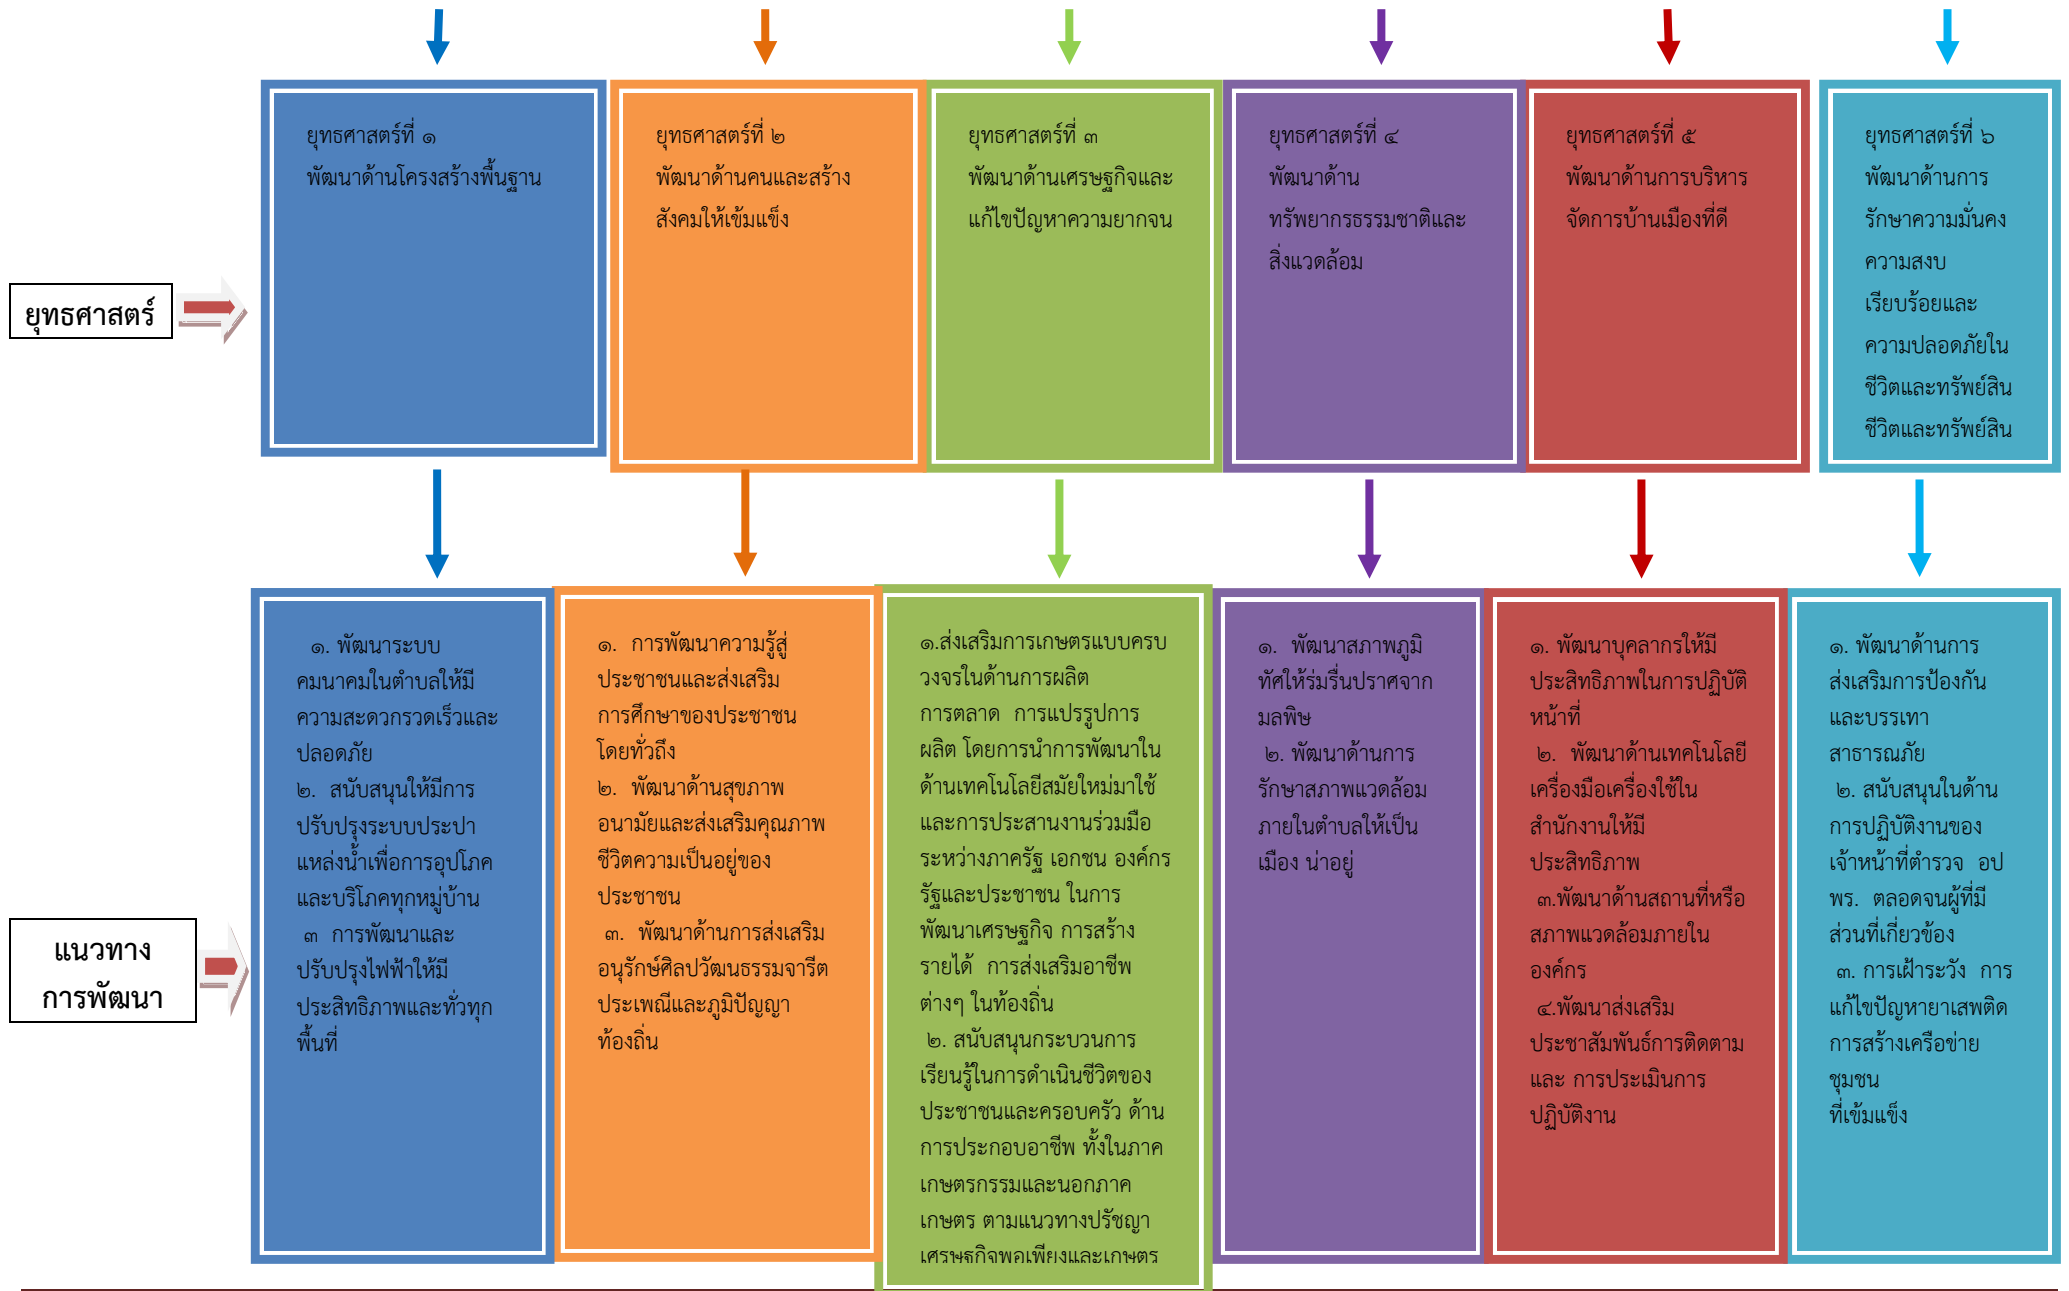 ยุทธศาสตร์
ยุทธศาสตร์ที่ ๑
พัฒนาด้านโครงสร้างพื้นฐาน
ยุทธศาสตร์ที่ ๒
พัฒนาด้านคนและสร้าง
สังคมให้เข้มแข็ง
ยุทธศาสตร์ที่ ๓
พัฒนาด้านเศรษฐกิจและ
แก้ไขปัญหาความยากจน
ยุทธศาสตร์ที่ ๔
พัฒนาด้าน
ทรัพยากรธรรมชาติและ
สิ่งแวดล้อม
ยุทธศาสตร์ที่ ๕
พัฒนาด้านการบริหาร
จัดการบ้านเมืองที่ดี
ยุทธศาสตร์ที่ ๖
พัฒนาด้านการ
รักษาความมั่นคง
ความสงบ
เรียบร้อยและ
ความปลอดภัยใน
ชีวิตและทรัพย์สิน
ชีวิตและทรัพย์สิน
แนวทาง
การพัฒนา
๑. พัฒนาระบบ
คมนาคมในตำบลให้มี
ความสะดวกรวดเร็วและ
ปลอดภัย
๒.  สนับสนุนให้มีการ
ปรับปรุงระบบประปา
แหล่งน้ำเพื่อการอุปโภค
และบริโภคทุกหมู่บ้าน
๓  การพัฒนาและ
ปรับปรุงไฟฟ้าให้มี
ประสิทธิภาพและทั่วทุก
พื้นที่
๑.  การพัฒนาความรู้สู่
ประชาชนและส่งเสริม
การศึกษาของประชาชน
โดยทั่วถึง
๒.  พัฒนาด้านสุขภาพ
อนามัยและส่งเสริมคุณภาพ
ชีวิตความเป็นอยู่ของ
ประชาชน
๓.  พัฒนาด้านการส่งเสริม
อนุรักษ์ศิลปวัฒนธรรมจารีต
ประเพณีและภูมิปัญญา
ท้องถิ่น
๑.ส่งเสริมการเกษตรแบบครบ
วงจรในด้านการผลิต
การตลาด  การแปรรูปการ
ผลิต โดยการนำการพัฒนาใน
ด้านเทคโนโลยีสมัยใหม่มาใช้
และการประสานงานร่วมมือ
ระหว่างภาครัฐ เอกชน องค์กร
รัฐและประชาชน ในการ
พัฒนาเศรษฐกิจ การสร้าง
รายได้  การส่งเสริมอาชีพ
ต่างๆ ในท้องถิ่น
๒. สนับสนุนกระบวนการ
เรียนรู้ในการดำเนินชีวิตของ
ประชาชนและครอบครัว ด้าน
การประกอบอาชีพ ทั้งในภาค
เกษตรกรรมและนอกภาค
เกษตร ตามแนวทางปรัชญา
เศรษฐกิจพอเพียงและเกษตร
๑.  พัฒนาสภาพภูมิ
ทัศให้ร่มรื่นปราศจาก
มลพิษ
๒. พัฒนาด้านการ
รักษาสภาพแวดล้อม
ภายในตำบลให้เป็น
เมือง น่าอยู่
๑. พัฒนาบุคลากรให้มี
ประสิทธิภาพในการปฏิบัติ
หน้าที่
๒.  พัฒนาด้านเทคโนโลยี
เครื่องมือเครื่องใช้ใน
สำนักงานให้มี
ประสิทธิภาพ
๓.พัฒนาด้านสถานที่หรือ
สภาพแวดล้อมภายใน
องค์กร
๔.พัฒนาส่งเสริม
ประชาสัมพันธ์การติดตาม
และ การประเมินการ
ปฏิบัติงาน
๑. พัฒนาด้านการ
ส่งเสริมการป้องกัน
และบรรเทา
สาธารณภัย
๒. สนับสนุนในด้าน
การปฏิบัติงานของ
เจ้าหน้าที่ตำรวจ  อป
พร.  ตลอดจนผู้ที่มี
ส่วนที่เกี่ยวข้อง
๓. การเฝ้าระวัง  การ
แก้ไขปัญหายาเสพติด
การสร้างเครือข่าย
ชุมชน
ที่เข้มแข็ง